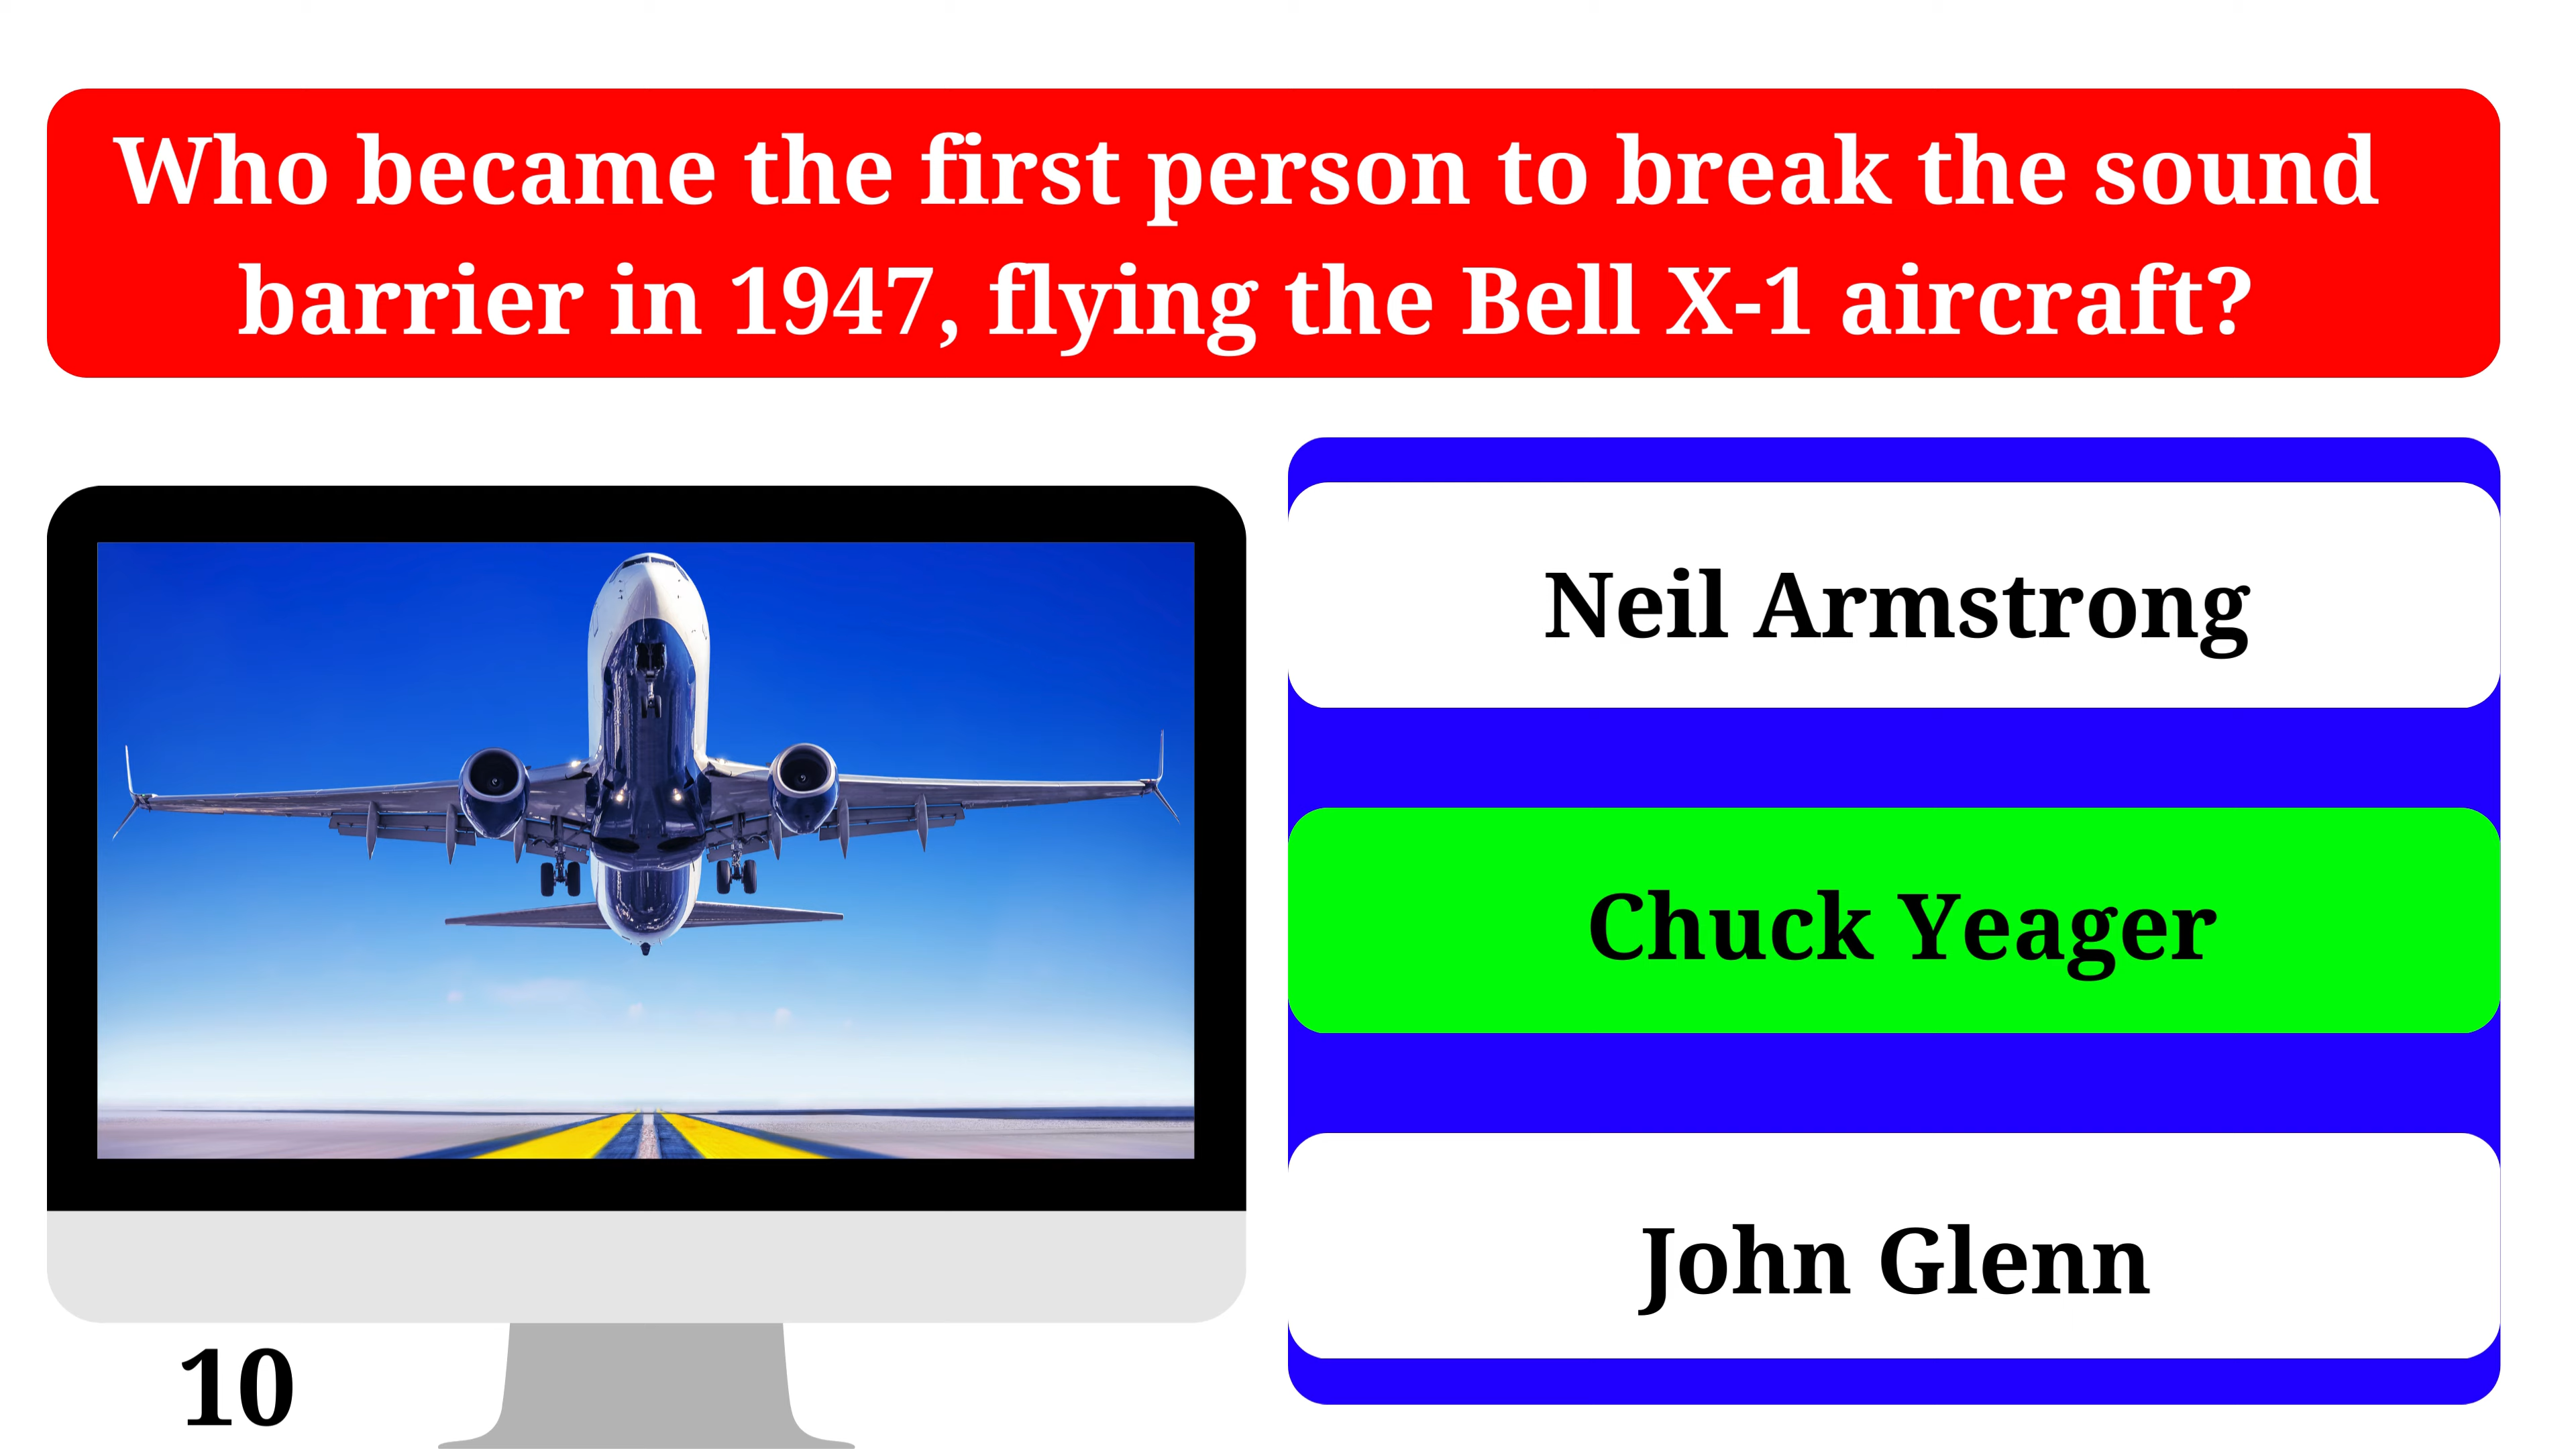 Who became the first person to break the sound
barrier in 1947, flying the Bell X-1 aircraft?
Neil Armstrong
Chuck Yeager
John Glenn
10